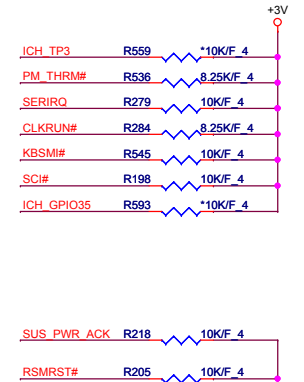 +3V
ICH_TP3 R559 *10K/F_4
PM_THRM# R536 8.25K/F_4
SERIRQ R279 10K/F_4
CLKRUN# R284 8.25K/F_4
KBSMI# R545 10K/F_4
SCI# R198 10K/F_4
ICH_GPIO35 R593 *10K/F_4
SUS_PWR_ACK R218 10K/F_4
RSMRST# R205 10K/F_4